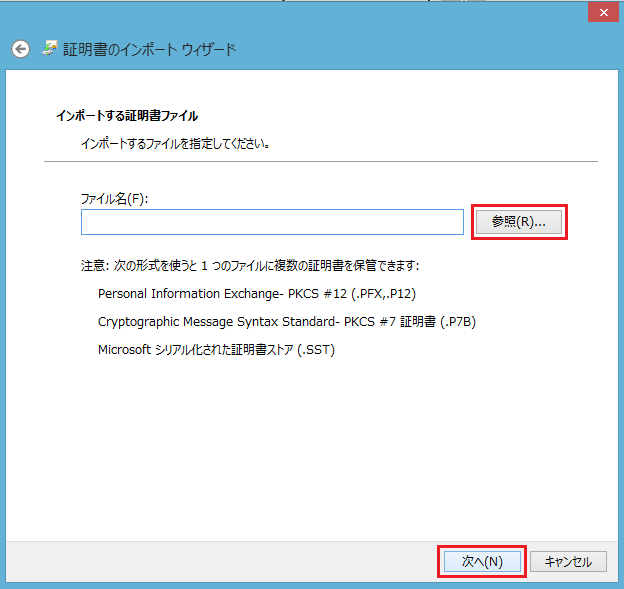 証明書のインポート ウィザード
インポートする証明書ファイル
インポートするファイルを指定してください。
ファイル名(F):
参照(R)...
注意: 次の形式を使うと 1 つのファイルに複数の証明書を保管できます:
Personal Information Exchange- PKCS #12 (.PFX,.P12)
Cryptographic Message Syntax Standard- PKCS #7 証明書 (.P7B)
Microsoft シリアル化された証明書ストア (.SST)
次へ(N)
キャンセル